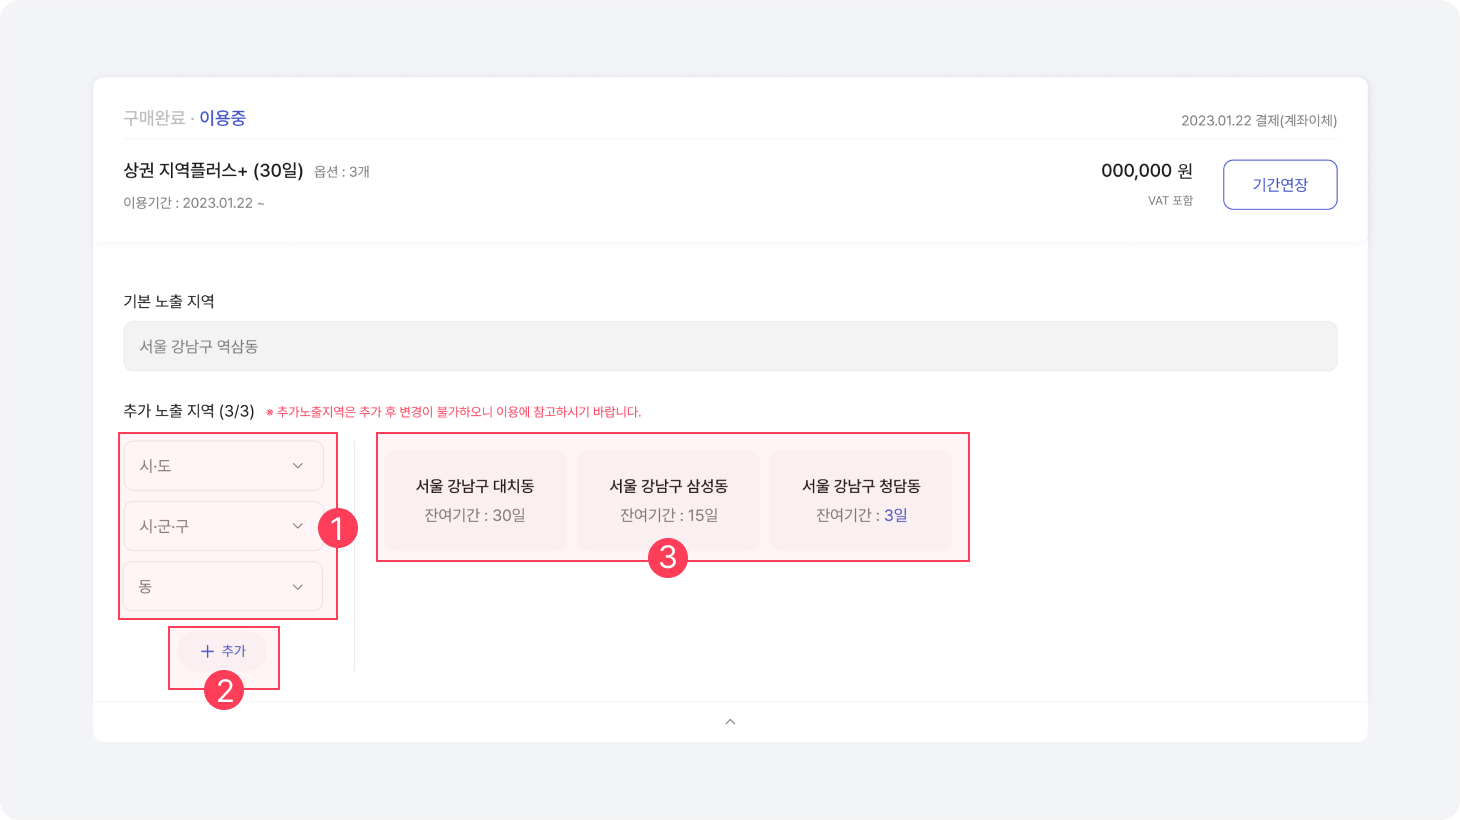 구매완료 · 이용중
2023.01.22 결제(계좌이체)
상권 지역플러스+ (30일) 옵션 : 3개
000,000 원
기간연장
이용기간 : 2023.01.22 ~
VAT 포함
기본 노출 지역
서울 강남구 역삼동
추가 노출 지역 (3/3) ※ 추가노출지역은 추가 후 변경이 불가하오니 이용에 참고하시기 바랍니다.
시·도
시·군·구
동
1
+ 추가
2
서울 강남구 대치동
잔여기간 : 30일
서울 강남구 삼성동
잔여기간 : 15일
서울 강남구 청담동
잔여기간 : 3일
3